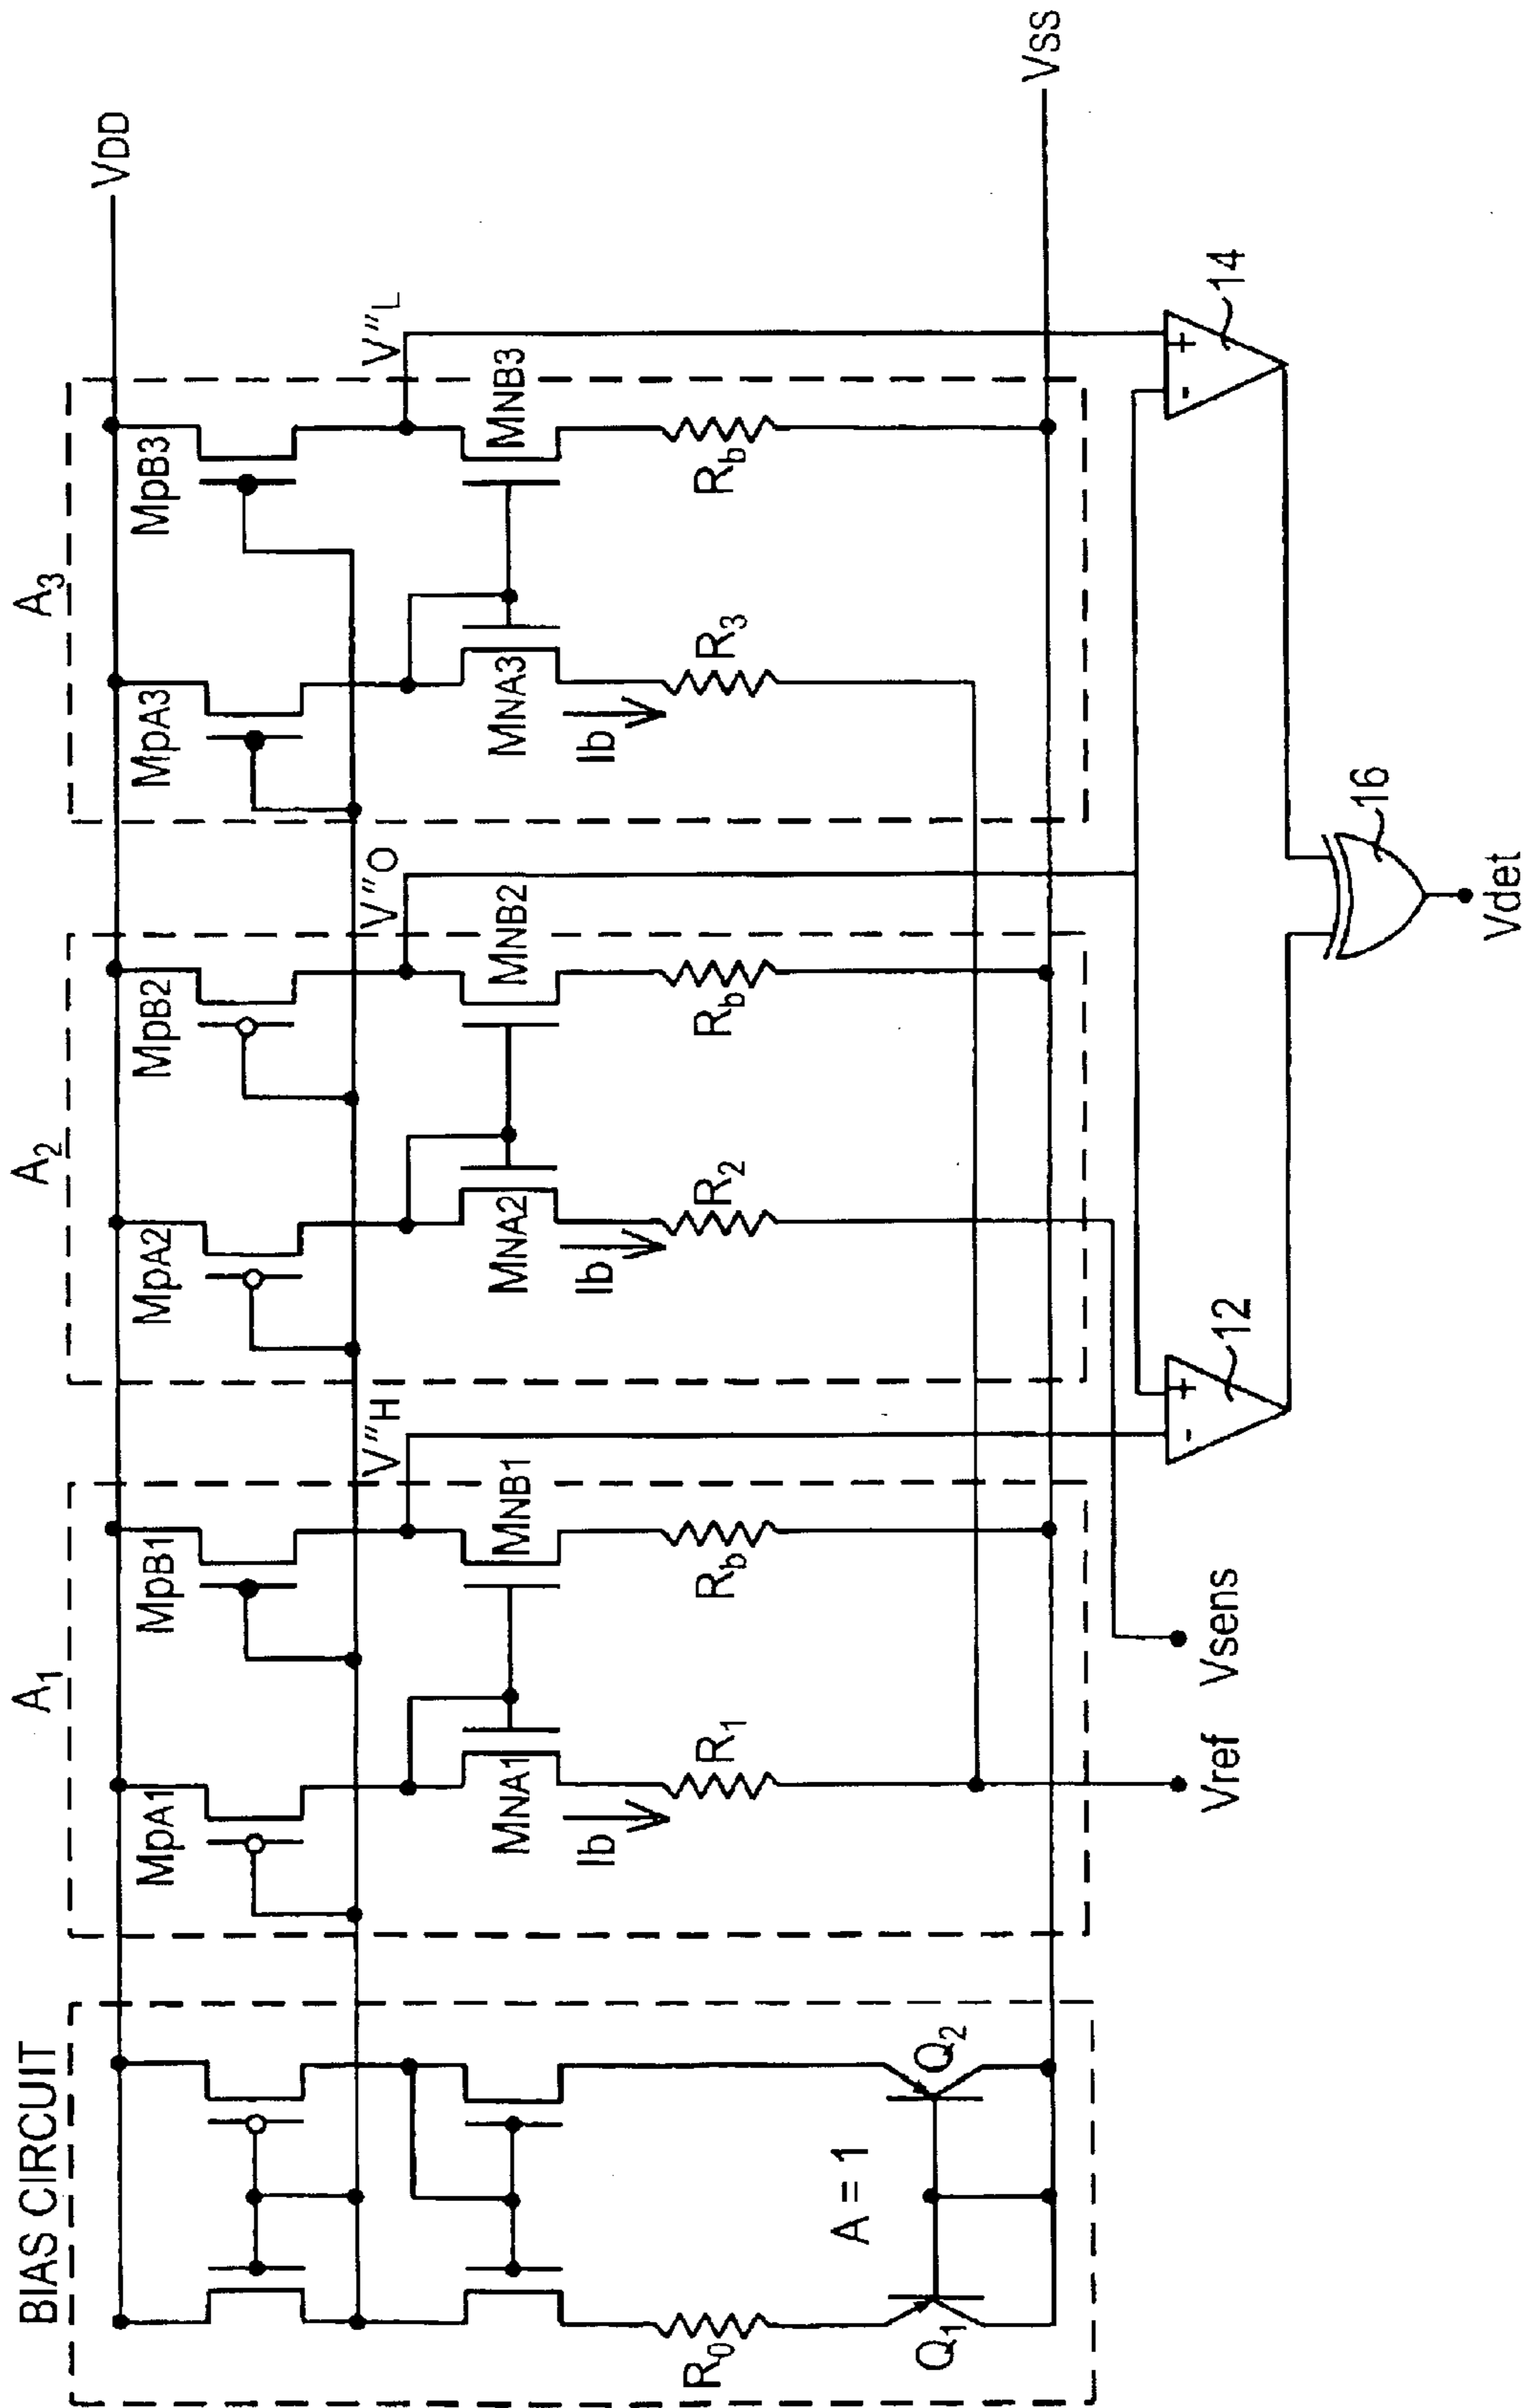 BIAS CIRCUIT
A1
A2
A3
VDD
MpA1
MpB1
MpA2
MpB2
MpA3
MpB3
V"H
V"O
V"L
MNA1
MNB1
MNA2
MNB2
MNA3
MNB3
Ib
Ib
Ib
R0
R1
Rb
R2
Rb
R3
Rb
A = 1
Q1
Q2
VSS
Vref
Vsens
- +
12
- +
14
16
Vdet